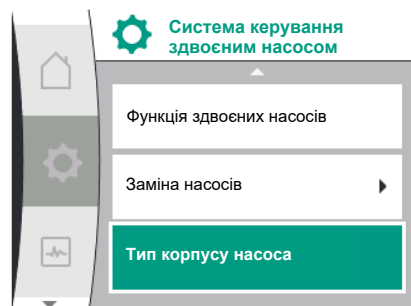 Система керування
здвоєним насосом
Функція здвоєних насосів
Заміна насосів
Тип корпусу насоса